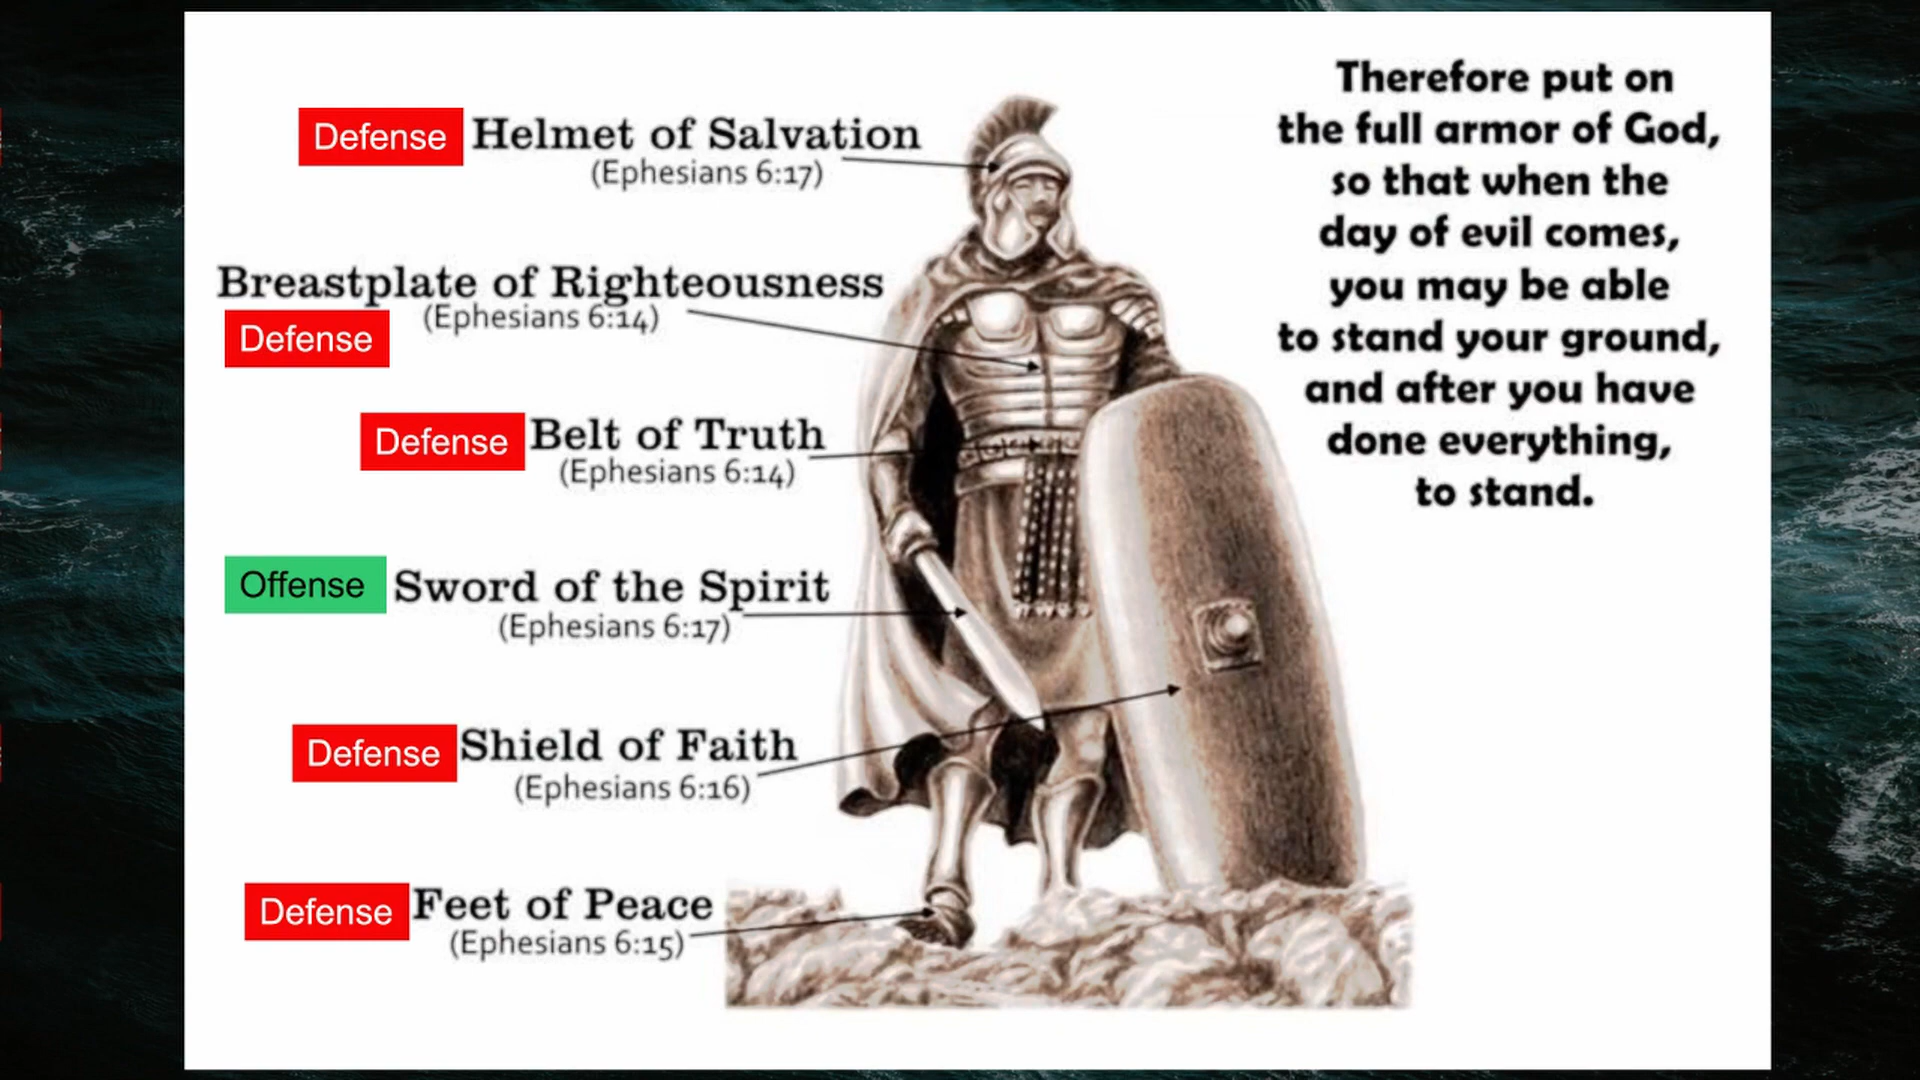 Defense Helmet of Salvation
(Ephesians 6:17)
Breastplate of Righteousness
(Ephesians 6:14)
Defense
Defense Belt of Truth
(Ephesians 6:14)
Offense Sword of the Spirit
(Ephesians 6:17)
Defense Shield of Faith
(Ephesians 6:16)
Defense Feet of Peace
(Ephesians 6:15)
Therefore put on
the full armor of God,
so that when the
day of evil comes,
you may be able
to stand your ground,
and after you have
done everything,
to stand.